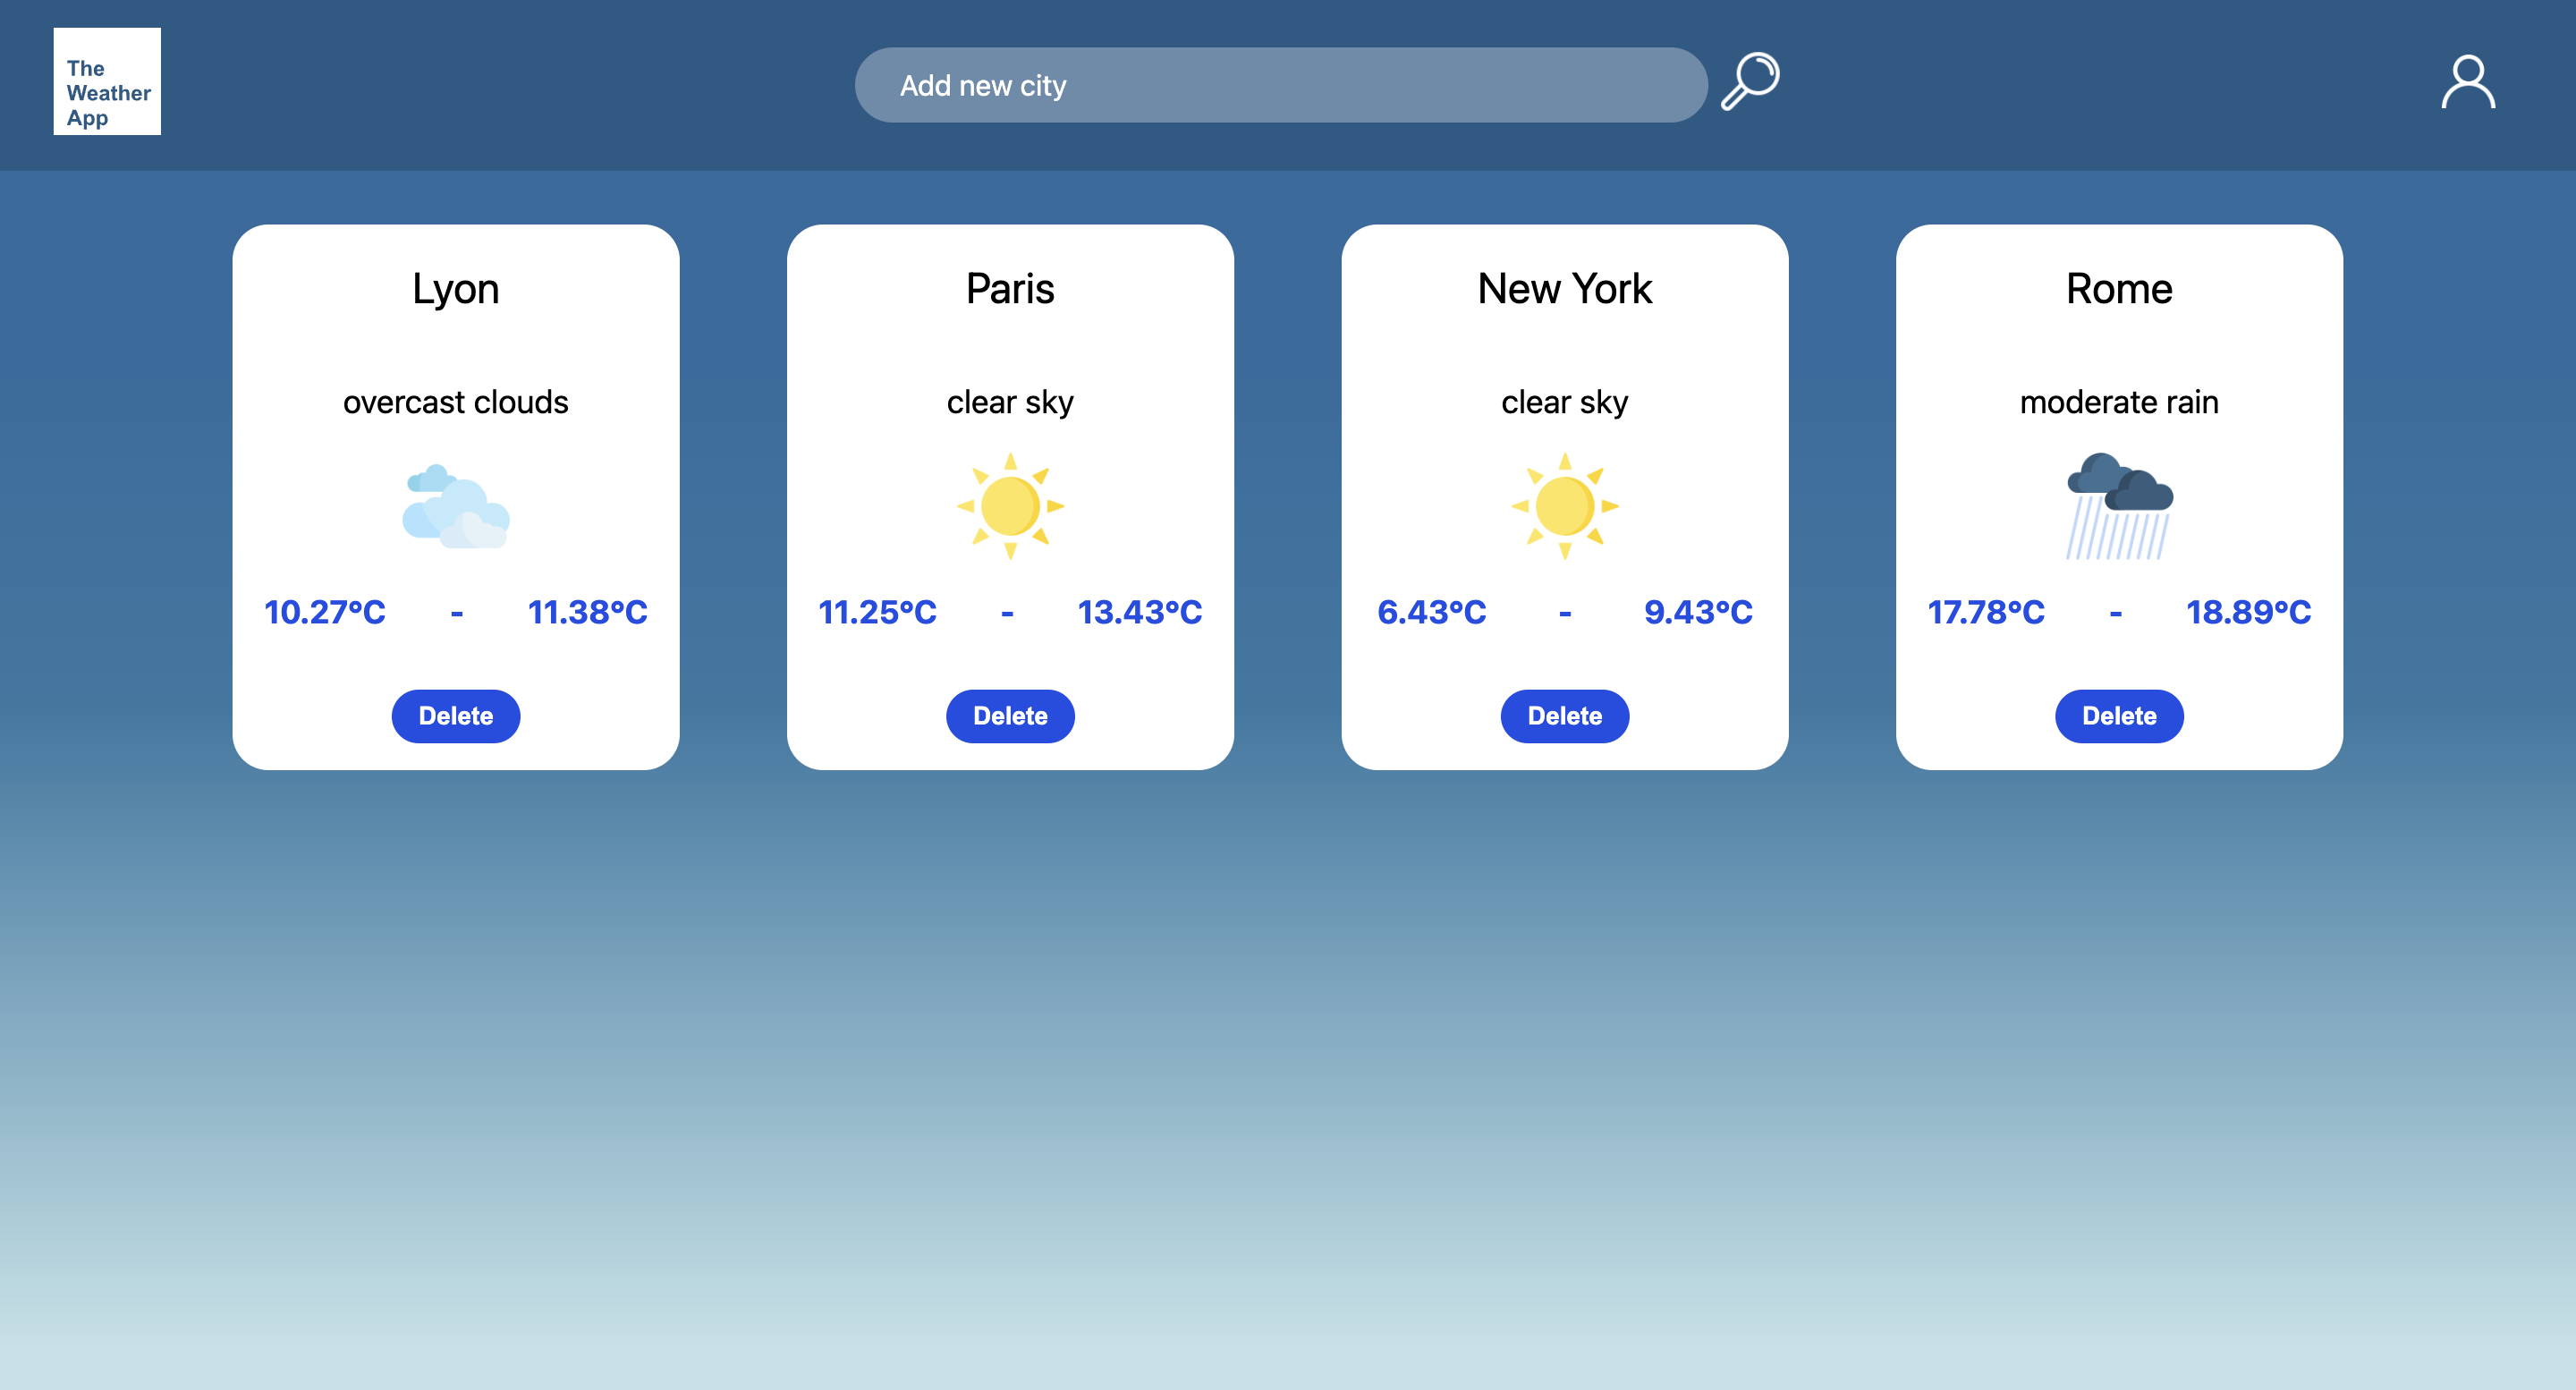 The
Weather
App
Add new city
Lyon
overcast clouds
10.27°C - 11.38°C
Delete
Paris
clear sky
11.25°C - 13.43°C
Delete
New York
clear sky
6.43°C - 9.43°C
Delete
Rome
moderate rain
17.78°C - 18.89°C
Delete